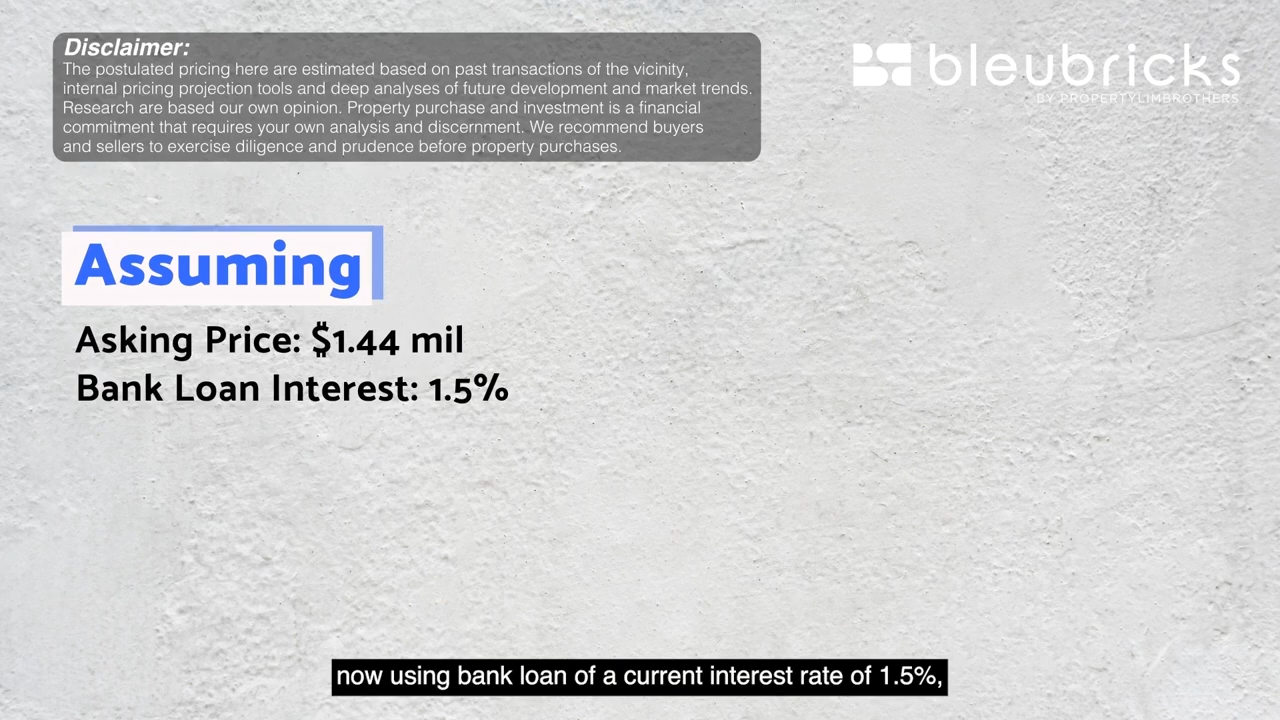 Disclaimer:
The postulated pricing here are estimated based on past transactions of the vicinity,
internal pricing projection tools and deep analyses of future development and market trends.
Research are based our own opinion. Property purchase and investment is a financial
commitment that requires your own analysis and discernment. We recommend buyers
and sellers to exercise diligence and prudence before property purchases.
bleubricks
BY PROPERTYLIMBROTHERS
Assuming
Asking Price: $1.44 mil
Bank Loan Interest: 1.5%
now using bank loan of a current interest rate of 1.5%,